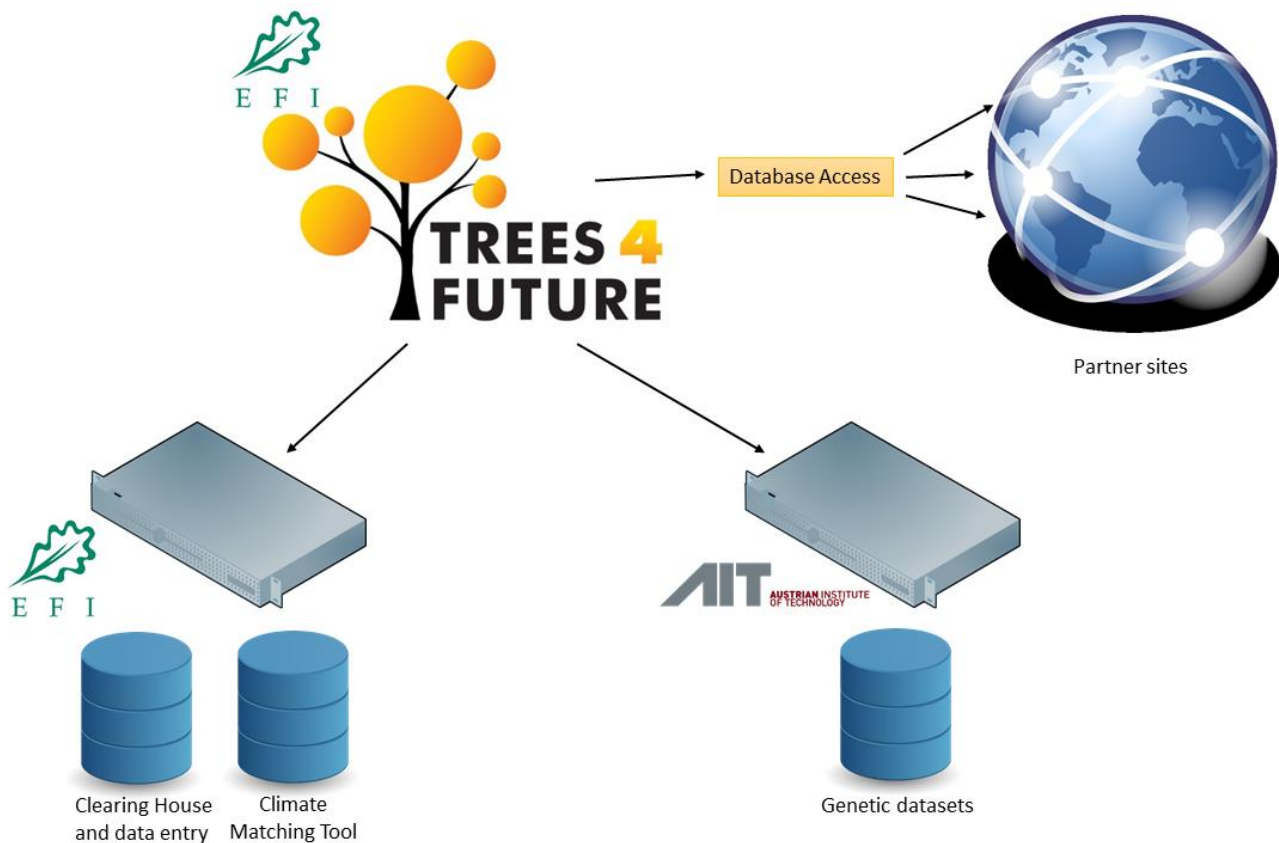 E F I
TREES 4
FUTURE
Database Access
Partner sites
E F I
AIT AUSTRIAN INSTITUTE
OF TECHNOLOGY
Clearing House
and data entry
Climate
Matching Tool
Genetic datasets